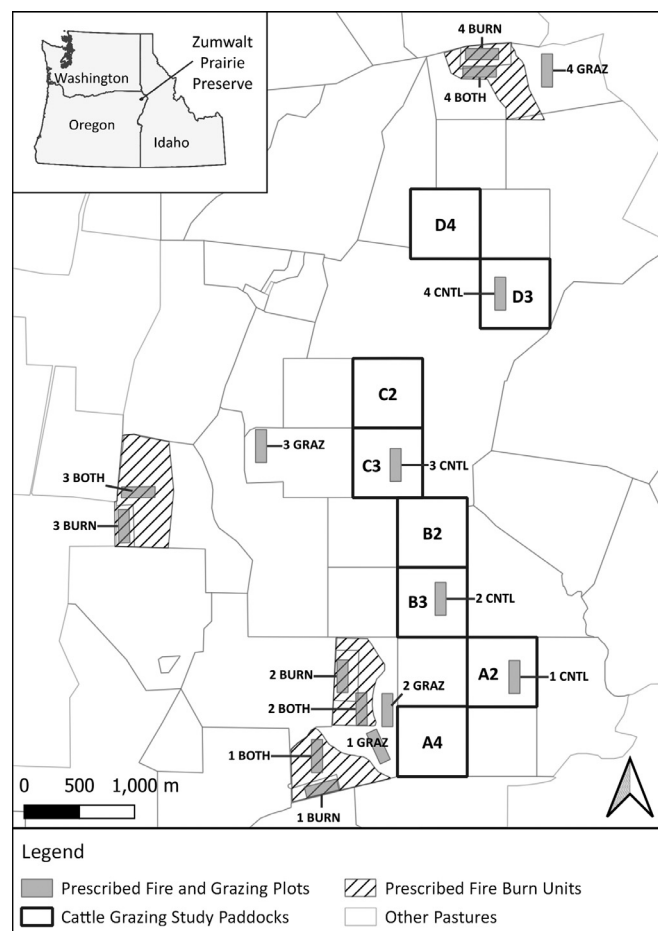 Zumwalt
Prairie
Preserve
Washington
Oregon
Idaho
4 BURN
4 GRAZ
4 BOTH
D4
4 CNTL
D3
C2
3 GRAZ
C3
3 CNTL
3 BOTH
3 BURN
B2
B3
2 CNTL
2 BURN
2 GRAZ
A2
1 CNTL
2 BOTH
1 GRAZ
A4
1 BOTH
1 BURN
0 500 1,000 m
Legend
Prescribed Fire and Grazing Plots
Prescribed Fire Burn Units
Cattle Grazing Study Paddocks
Other Pastures